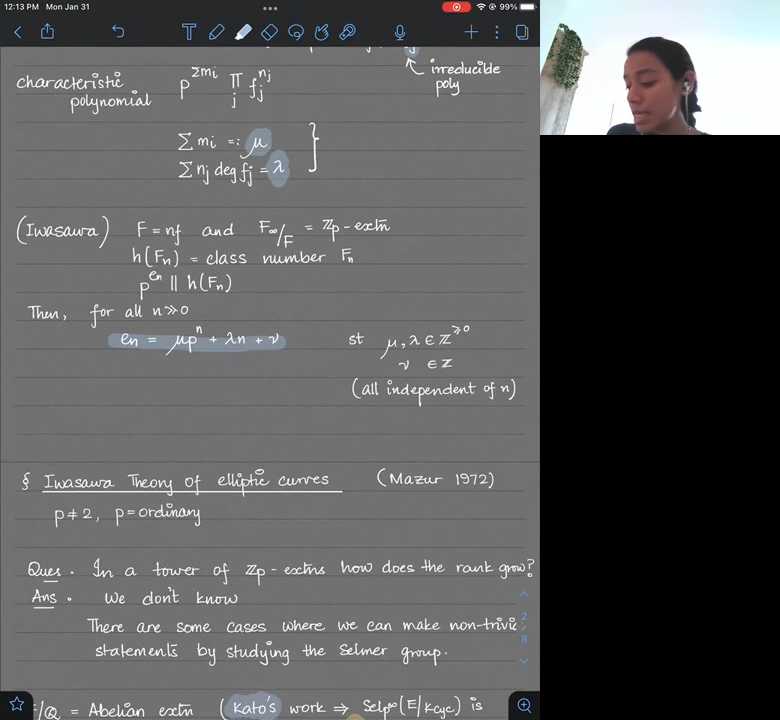 12:13 PM Mon Jan 31
99%
irreducible
poly
characteristic
polynomial
p^{Σmi} ∏_j f_j^{nj}
Σ mi =: μ
Σ nj deg fj = λ
(Iwasawa) F = nf and F∞/F = Zp-extn
h(Fn) = class number Fn
p^{en} || h(Fn)
Then, for all n≫0
en = μp^n + λn + ν st μ, λ ∈ Z^{≥0}
ν ∈ Z
(all independent of n)
§ Iwasawa Theory of elliptic curves (Mazur 1972)
p ≠ 2, p = ordinary
Ques. In a tower of Zp-extns how does the rank grow?
Ans. We don't know
There are some cases where we can make non-trivi
statements by studying the Selmer group.
2
8
/Q = Abelian extn (Kato's work ⇒ Selp∞(E/Kcyc) is